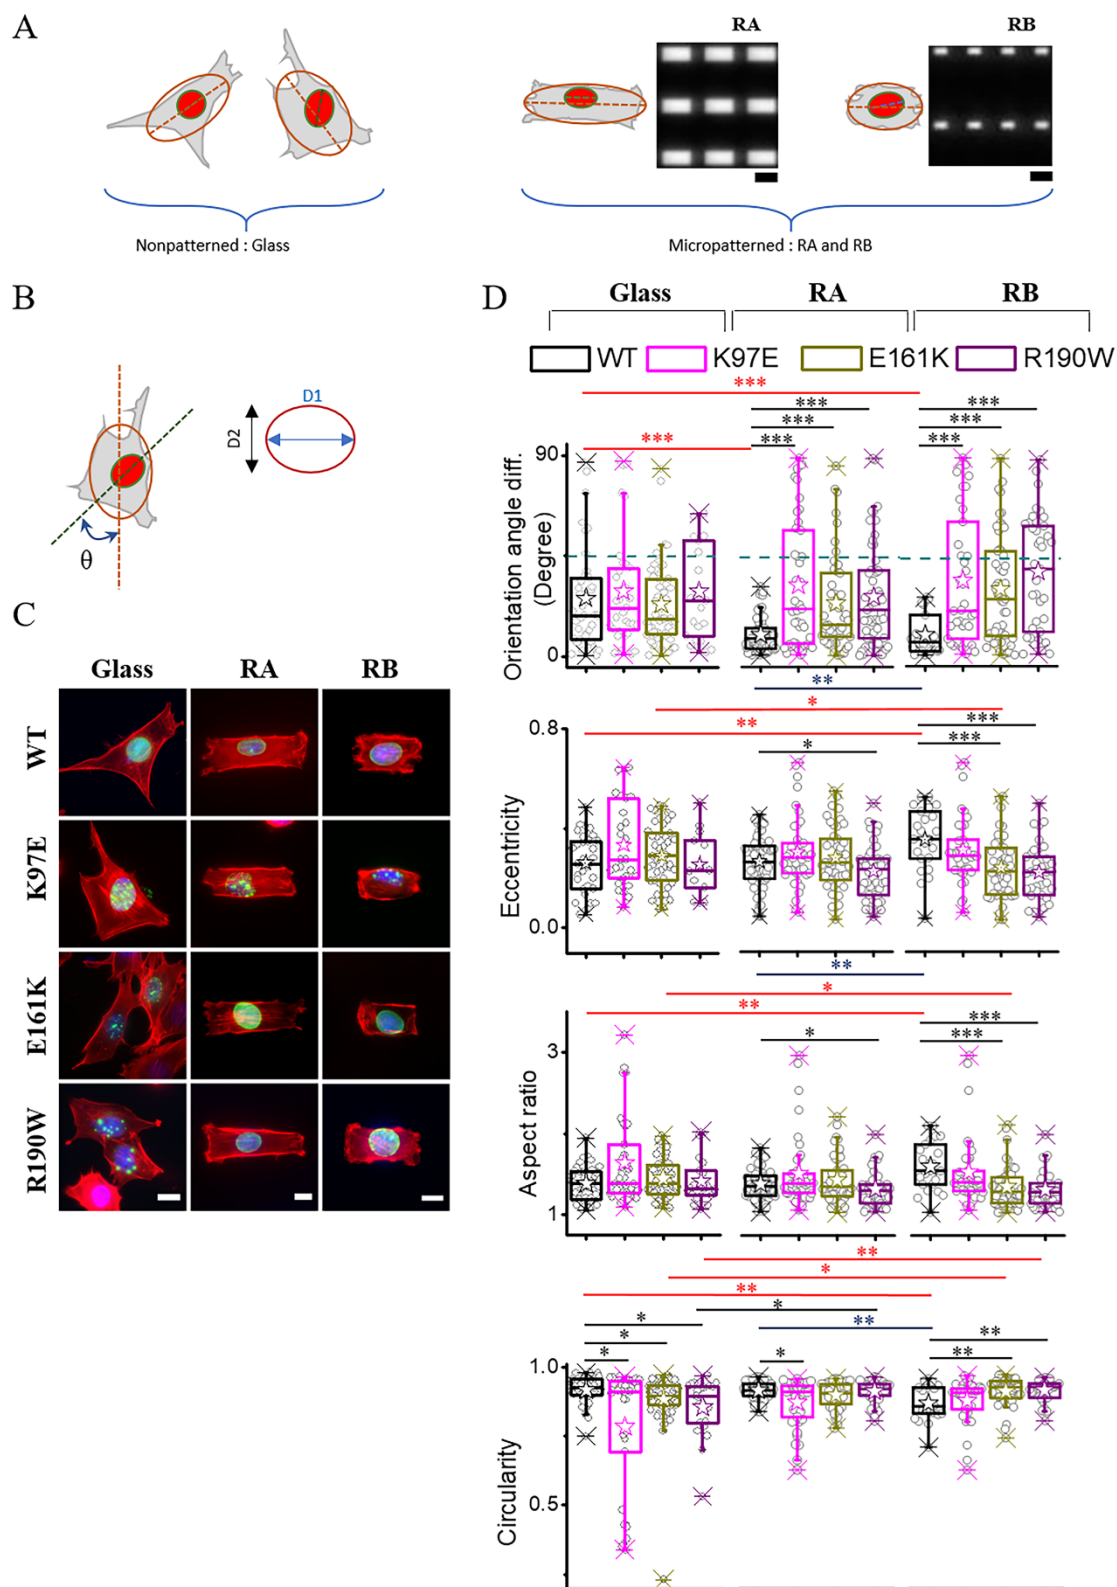 A
RA
RB
Nonpatterned : Glass
Micropatterned : RA and RB
B
D1
D2
θ
C
Glass
RA
RB
WT
K97E
E161K
R190W
D
Glass
RA
RB
WT
K97E
E161K
R190W
***
***
***
***
***
***
***
***
90
0
Orientation angle diff.
(Degree)
**
*
**
***
***
*
0.8
0.0
Eccentricity
**
*
**
***
***
*
3
1
Aspect ratio
**
*
**
*
**
*
*
*
*
**
**
1.0
0.5
Circularity